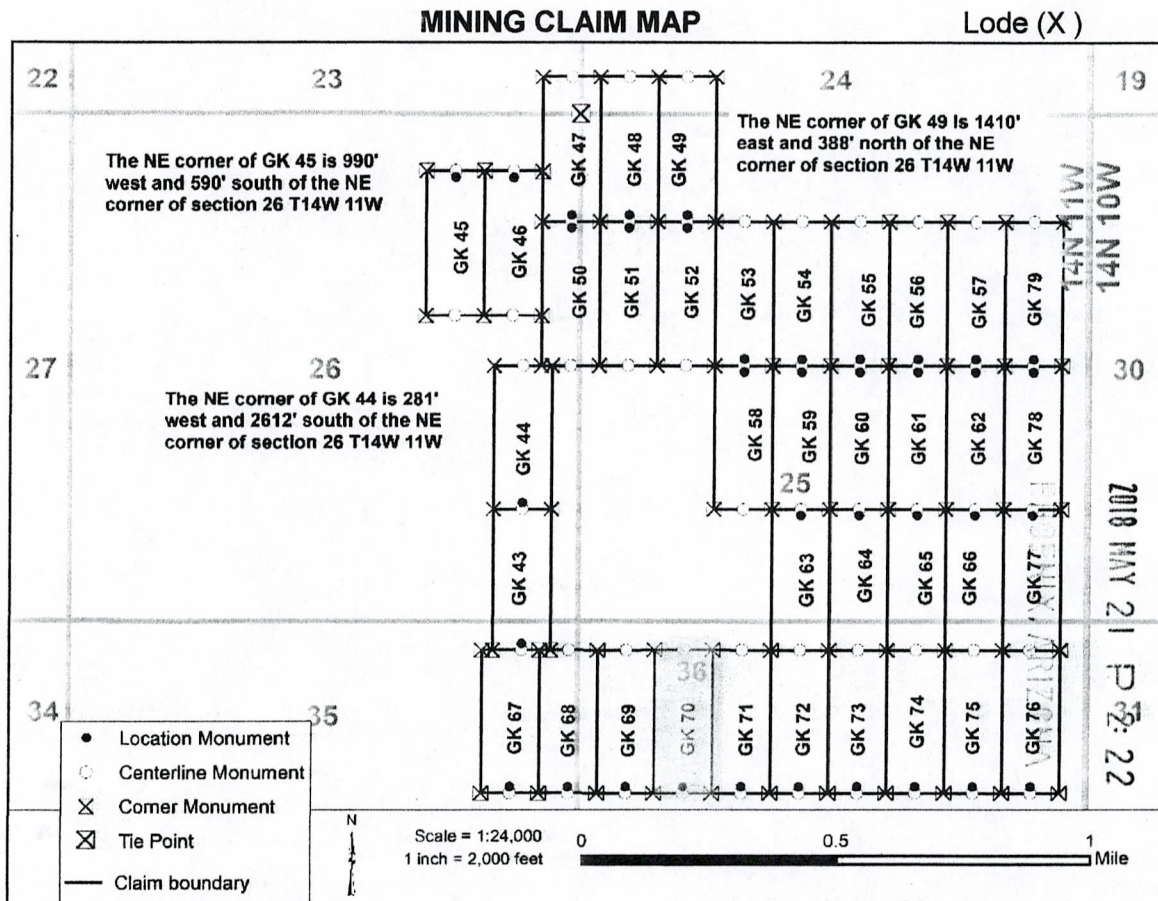 MINING CLAIM MAP
Lode (X )
22
23
24
19
The NE corner of GK 45 is 990'
west and 590' south of the NE
corner of section 26 T14W 11W
The NE corner of GK 49 Is 1410'
east and 388' north of the NE
corner of section 26 T14W 11W
GK 47
GK 48
GK 49
14N 11W
14N 10W
GK 45
GK 46
GK 50
GK 51
GK 52
GK 53
GK 54
GK 55
GK 56
GK 57
GK 79
27
26
30
The NE corner of GK 44 is 281'
west and 2612' south of the NE
corner of section 26 T14W 11W
GK 44
GK 58
GK 59
GK 60
GK 61
GK 62
GK 78
25
GK 43
GK 63
GK 64
GK 65
GK 66
GK 77
2018 MAY 21 P 2: 22
PHOENIX, ARIZONA
36
34
35
31
GK 67
GK 68
GK 69
GK 70
GK 71
GK 72
GK 73
GK 74
GK 75
GK 76
Location Monument
Centerline Monument
Corner Monument
Tie Point
Claim boundary
N
Scale = 1:24,000
1 inch = 2,000 feet
0
0.5
1
Mile